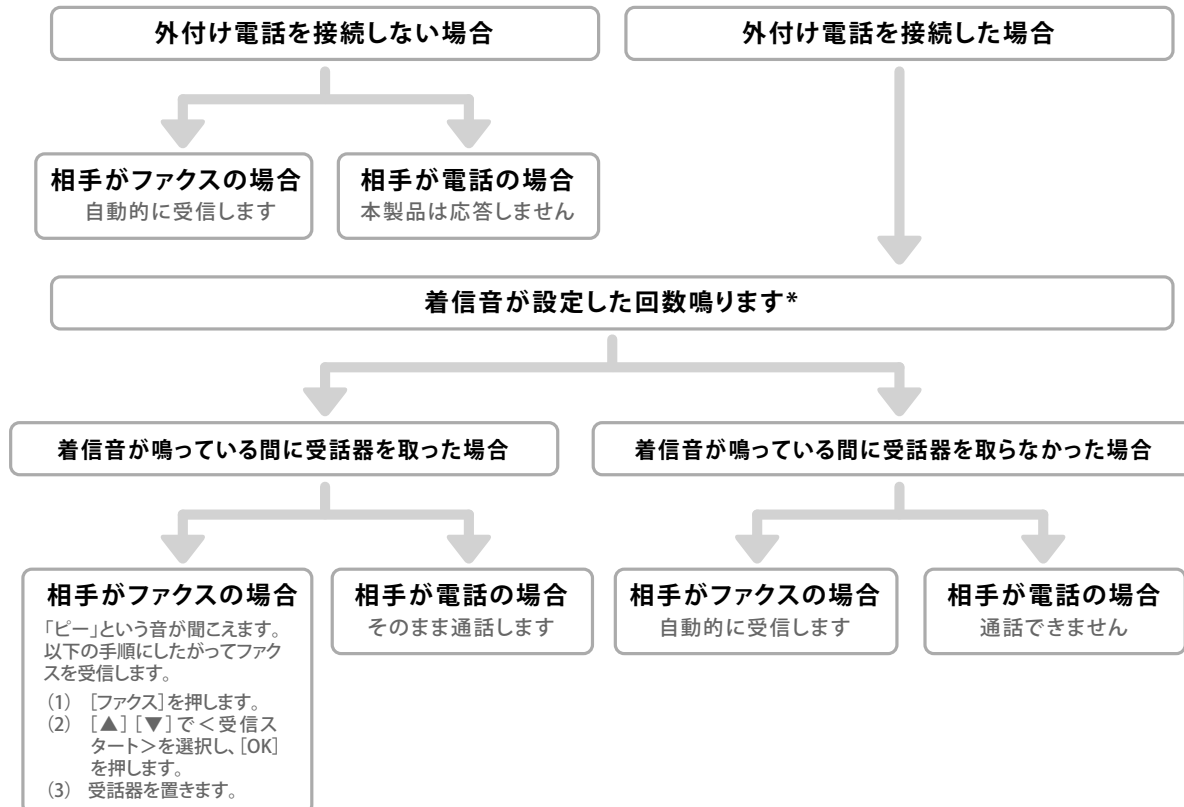 外付け電話を接続しない場合
外付け電話を接続した場合
相手がファクスの場合
自動的に受信します
相手が電話の場合
本製品は応答しません
着信音が設定した回数鳴ります*
着信音が鳴っている間に受話器を取った場合
着信音が鳴っている間に受話器を取らなかった場合
相手がファクスの場合
「ピー」という音が聞こえます。
以下の手順にしたがってファク
スを受信します。
(1) [ファクス]を押します。
(2) [▲][▼]で<受信ス
タート>を選択し、[OK]
を押します。
(3) 受話器を置きます。
相手が電話の場合
そのまま通話します
相手がファクスの場合
自動的に受信します
相手が電話の場合
通話できません